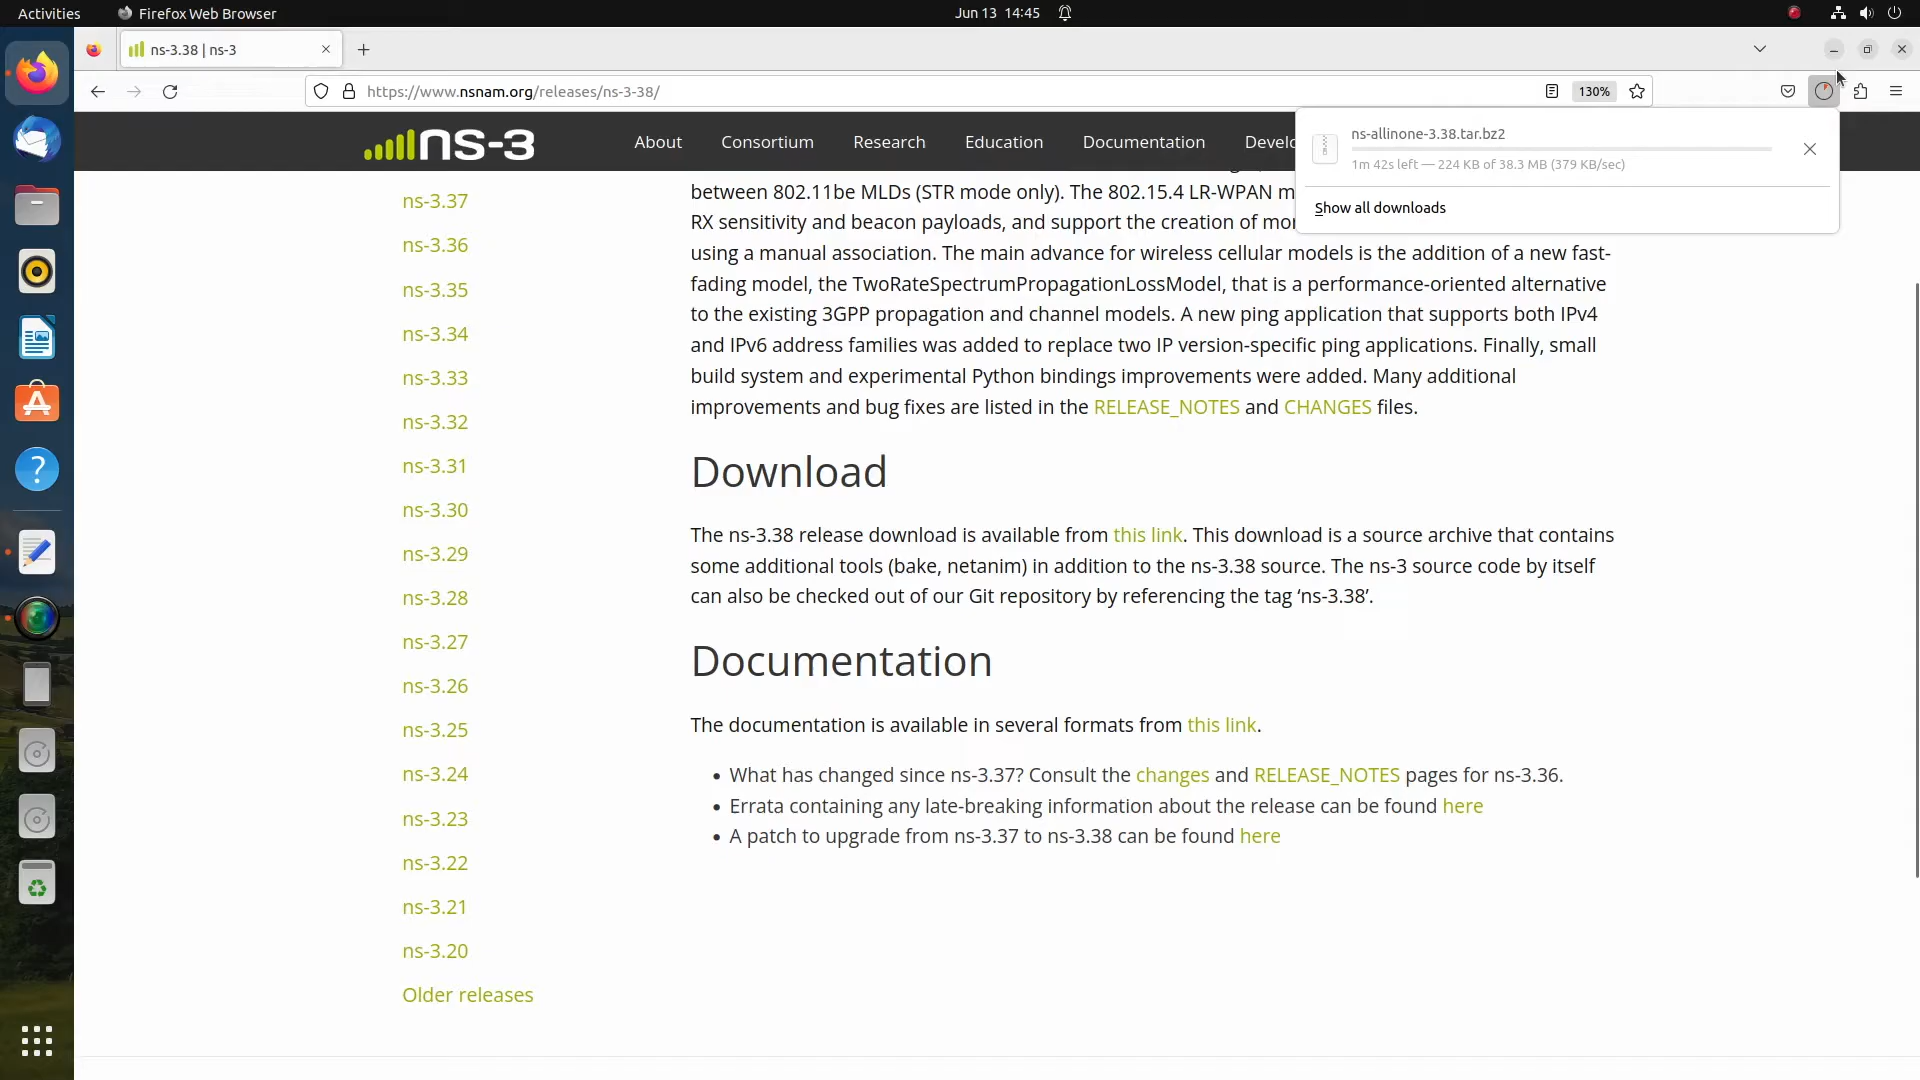 Activities
Firefox Web Browser
Jun 13 14:45
ns-3.38 | ns-3
https://www.nsnam.org/releases/ns-3-38/
130%
ns-3
About
Consortium
Research
Education
Documentation
Develo
ns-allinone-3.38.tar.bz2
1m 42s left — 224 KB of 38.3 MB (379 KB/sec)
Show all downloads
ns-3.37
ns-3.36
ns-3.35
ns-3.34
ns-3.33
ns-3.32
ns-3.31
ns-3.30
ns-3.29
ns-3.28
ns-3.27
ns-3.26
ns-3.25
ns-3.24
ns-3.23
ns-3.22
ns-3.21
ns-3.20
Older releases
between 802.11be MLDs (STR mode only). The 802.15.4 LR-WPAN m
RX sensitivity and beacon payloads, and support the creation of mor
using a manual association. The main advance for wireless cellular models is the addition of a new fast-
fading model, the TwoRateSpectrumPropagationLossModel, that is a performance-oriented alternative
to the existing 3GPP propagation and channel models. A new ping application that supports both IPv4
and IPv6 address families was added to replace two IP version-specific ping applications. Finally, small
build system and experimental Python bindings improvements were added. Many additional
improvements and bug fixes are listed in the RELEASE_NOTES and CHANGES files.
Download
The ns-3.38 release download is available from this link. This download is a source archive that contains
some additional tools (bake, netanim) in addition to the ns-3.38 source. The ns-3 source code by itself
can also be checked out of our Git repository by referencing the tag ‘ns-3.38’.
Documentation
The documentation is available in several formats from this link.
• What has changed since ns-3.37? Consult the changes and RELEASE_NOTES pages for ns-3.36.
• Errata containing any late-breaking information about the release can be found here
• A patch to upgrade from ns-3.37 to ns-3.38 can be found here